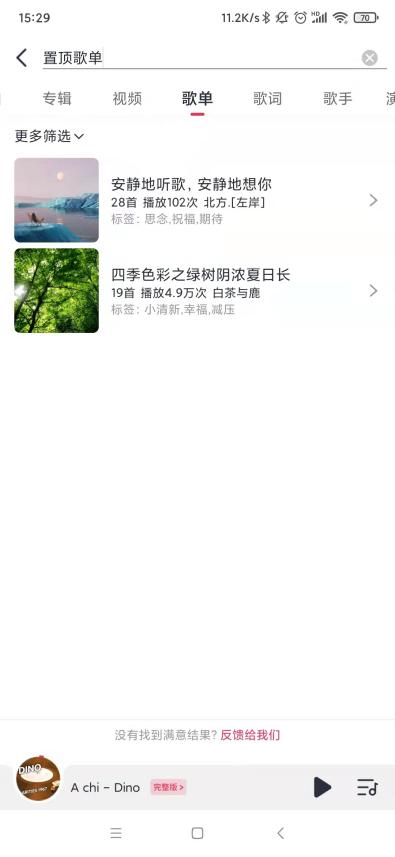 15:29 11.2K/s HD 70
置顶歌单
专辑 视频 歌单 歌词 歌手
更多筛选
安静地听歌，安静地想你
28首 播放102次 北方.[左岸]
标签: 思念,祝福,期待
四季色彩之绿树阴浓夏日长
19首 播放4.9万次 白茶与鹿
标签: 小清新,幸福,减压
没有找到满意结果? 反馈给我们
DINO
A chi - Dino 完整版 >